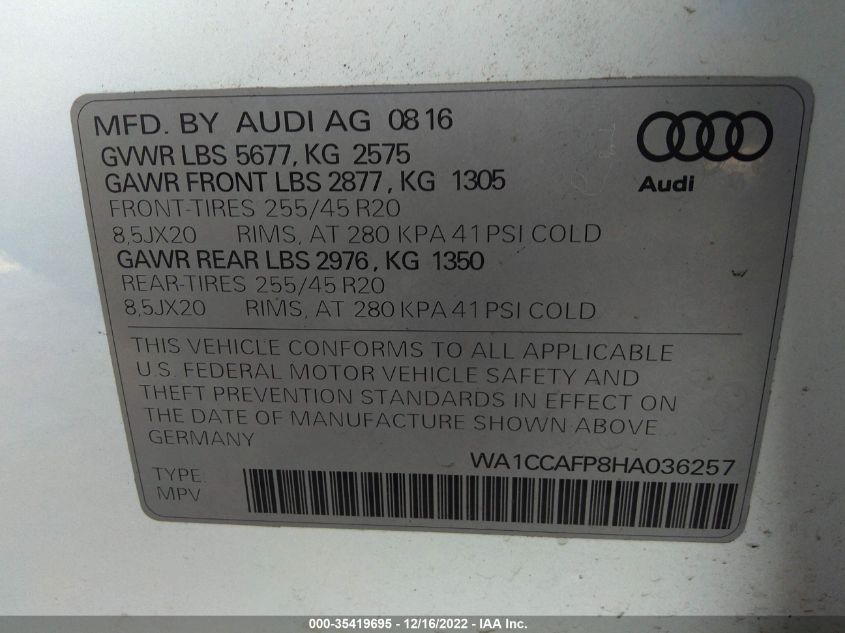 MFD. BY AUDI AG 08 16
GVWR LBS 5677, KG 2575
GAWR FRONT LBS 2877, KG 1305
FRONT-TIRES 255/45 R20
8,5JX20 RIMS, AT 280 KPA 41 PSI COLD
GAWR REAR LBS 2976, KG 1350
REAR-TIRES 255/45 R20
8,5JX20 RIMS, AT 280 KPA 41 PSI COLD
Audi
THIS VEHICLE CONFORMS TO ALL APPLICABLE
U.S. FEDERAL MOTOR VEHICLE SAFETY AND
THEFT PREVENTION STANDARDS IN EFFECT ON
THE DATE OF MANUFACTURE SHOWN ABOVE
GERMANY
WA1CCAFP8HA036257
TYPE:
MPV
000-35419695 - 12/16/2022 - IAA Inc.